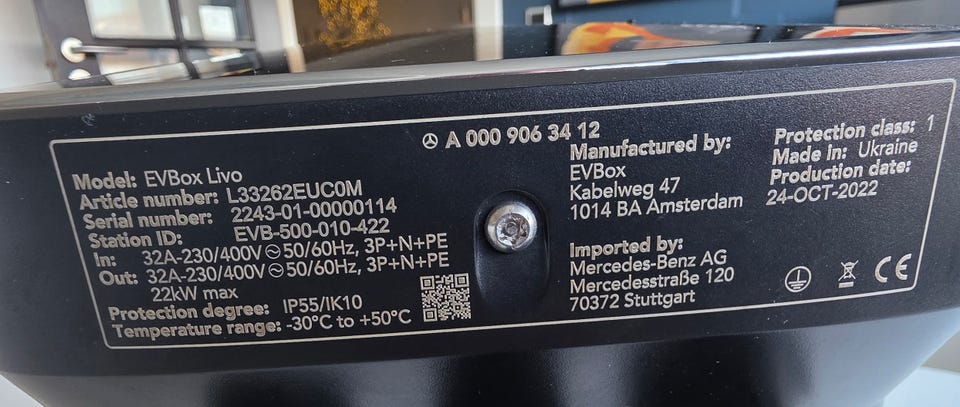 A 000 906 34 12
Model: EVBox Livo
Article number: L33262EUC0M
Serial number: 2243-01-00000114
Station ID: EVB-500-010-422
In: 32A-230/400V 50/60Hz, 3P+N+PE
Out: 32A-230/400V 50/60Hz, 3P+N+PE
22kW max
Protection degree: IP55/IK10
Temperature range: -30°C to +50°C
Manufactured by:
EVBox
Kabelweg 47
1014 BA Amsterdam
Imported by:
Mercedes-Benz AG
Mercedesstraße 120
70372 Stuttgart
Protection class: 1
Made in: Ukraine
Production date:
24-OCT-2022
CE